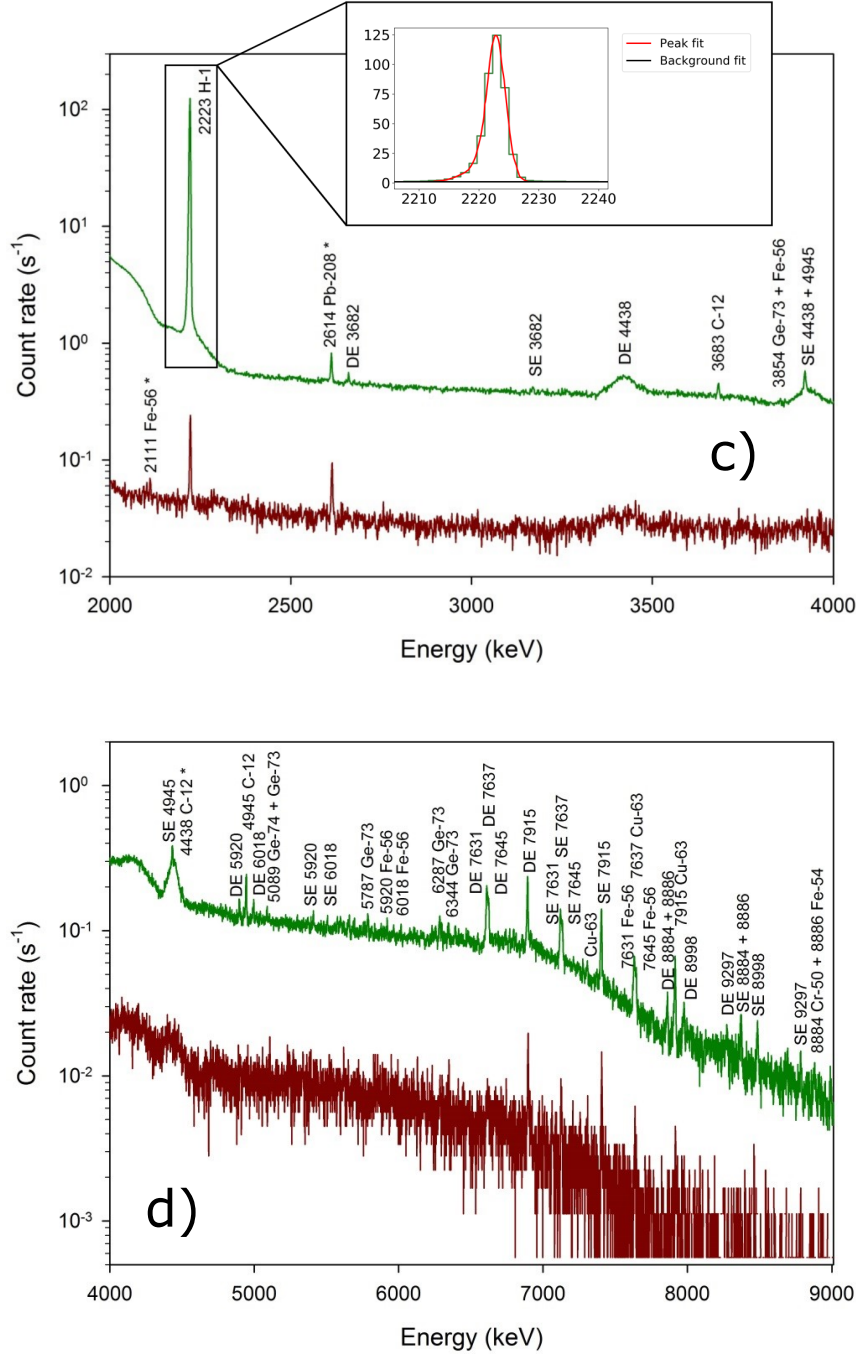 125
100
75
50
25
0
2210
2220
2230
2240
Peak fit
Background fit
10²
10¹
10⁰
10⁻¹
10⁻²
Count rate (s⁻¹)
2111 Fe-56 *
2223 H-1
2614 Pb-208 *
DE 3682
SE 3682
DE 4438
3683 C-12
3854 Ge-73 + Fe-56
SE 4438 + 4945
c)
2000
2500
3000
3500
4000
Energy (keV)
10⁰
10⁻¹
10⁻²
10⁻³
Count rate (s⁻¹)
SE 4945
4438 C-12 *
DE 5920
4945 C-12
DE 6018
5089 Ge-74 + Ge-73
SE 5920
SE 6018
5787 Ge-73
5920 Fe-56
6018 Fe-56
6287 Ge-73
6344 Ge-73
DE 7631
DE 7637
DE 7645
DE 7915
SE 7631
SE 7637
SE 7645
Cu-63
SE 7915
7631 Fe-56
7637 Cu-63
7645 Fe-56
DE 8884 + 8886
7915 Cu-63
DE 8998
DE 9297
SE 8884 + 8886
SE 8998
SE 9297
8884 Cr-50 + 8886 Fe-54
d)
4000
5000
6000
7000
8000
9000
Energy (keV)